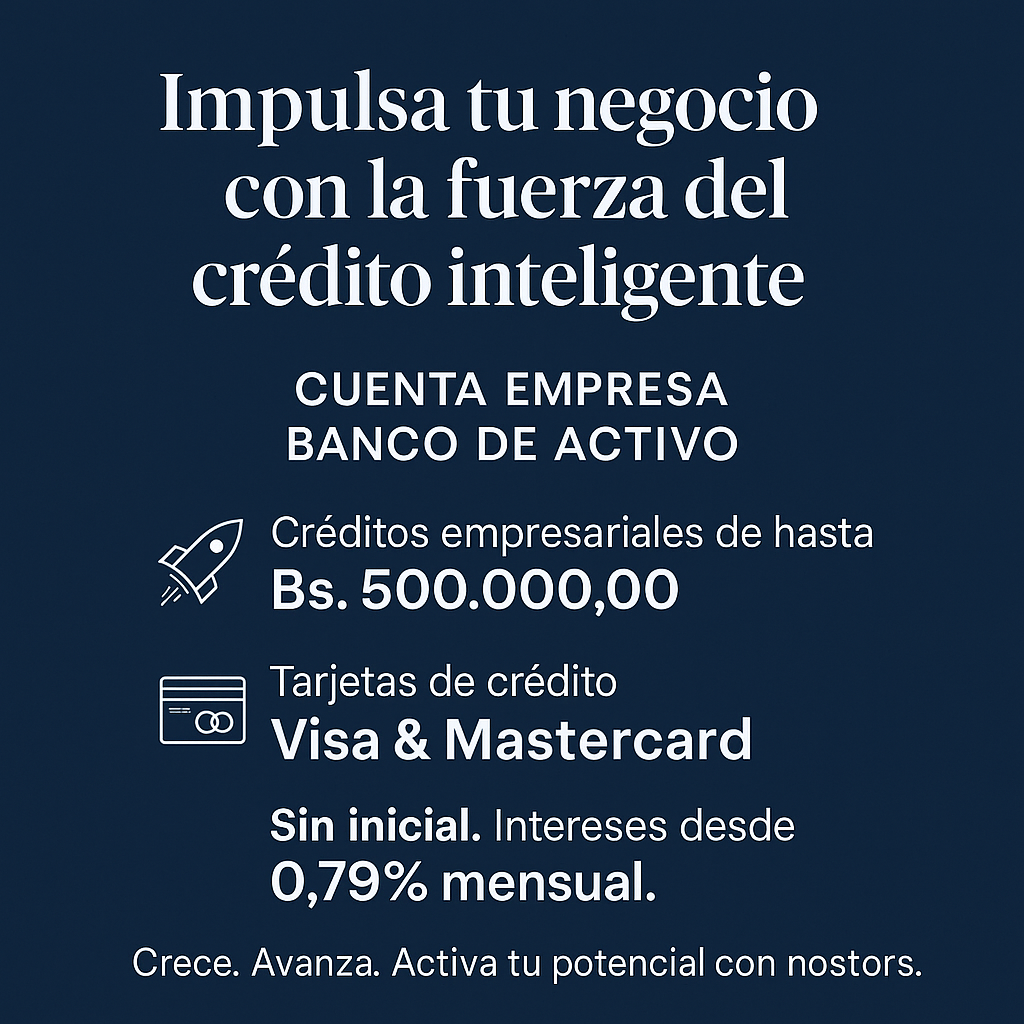 Impulsa tu negocio
con la fuerza del
crédito inteligente
CUENTA EMPRESA
BANCO DE ACTIVO
Créditos empresariales de hasta
Bs. 500.000,00
Tarjetas de crédito
Visa & Mastercard
Sin inicial. Intereses desde
0,79% mensual.
Crece. Avanza. Activa tu potencial con nostors.